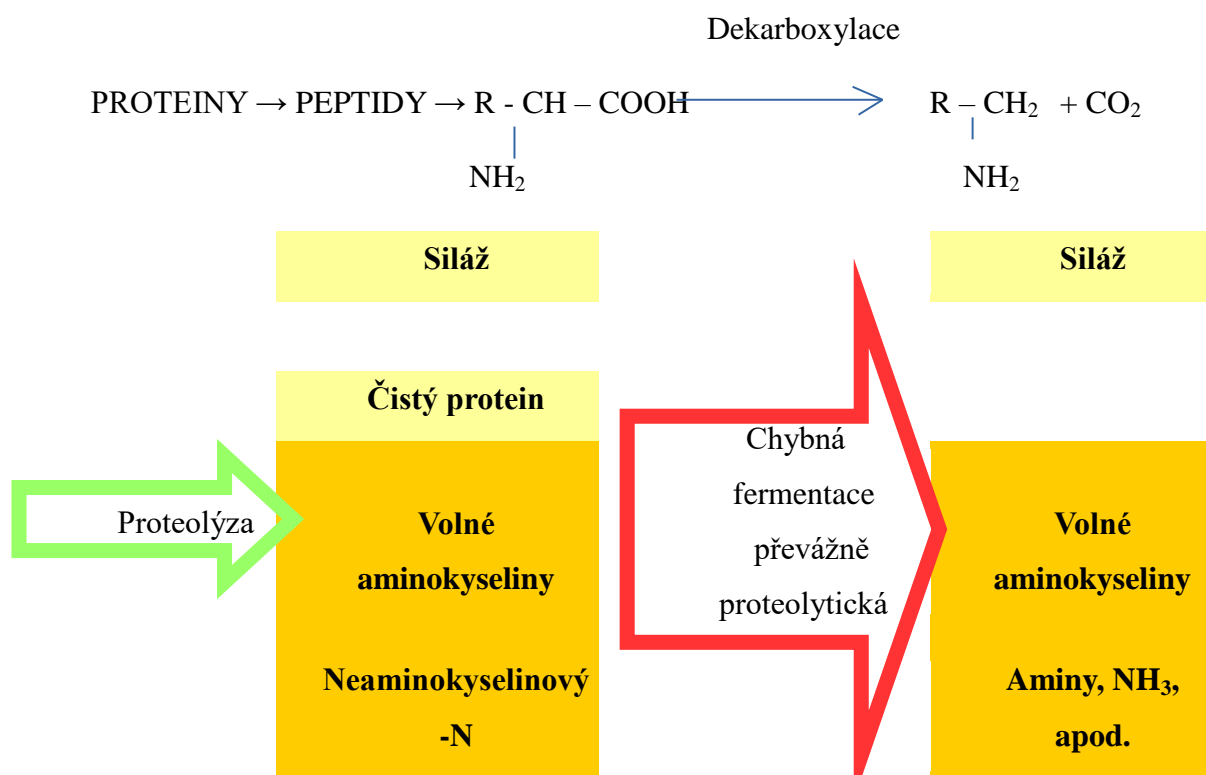 Dekarboxylace
PROTEINY → PEPTIDY → R - CH – COOH R – CH₂ + CO₂
NH₂ NH₂
Siláž Siláž
Čistý protein
Proteolýza
Volné
aminokyseliny
Neaminokyselinový
-N
Chybná
fermentace
převážně
proteolytická
Volné
aminokyseliny
Aminy, NH₃,
apod.